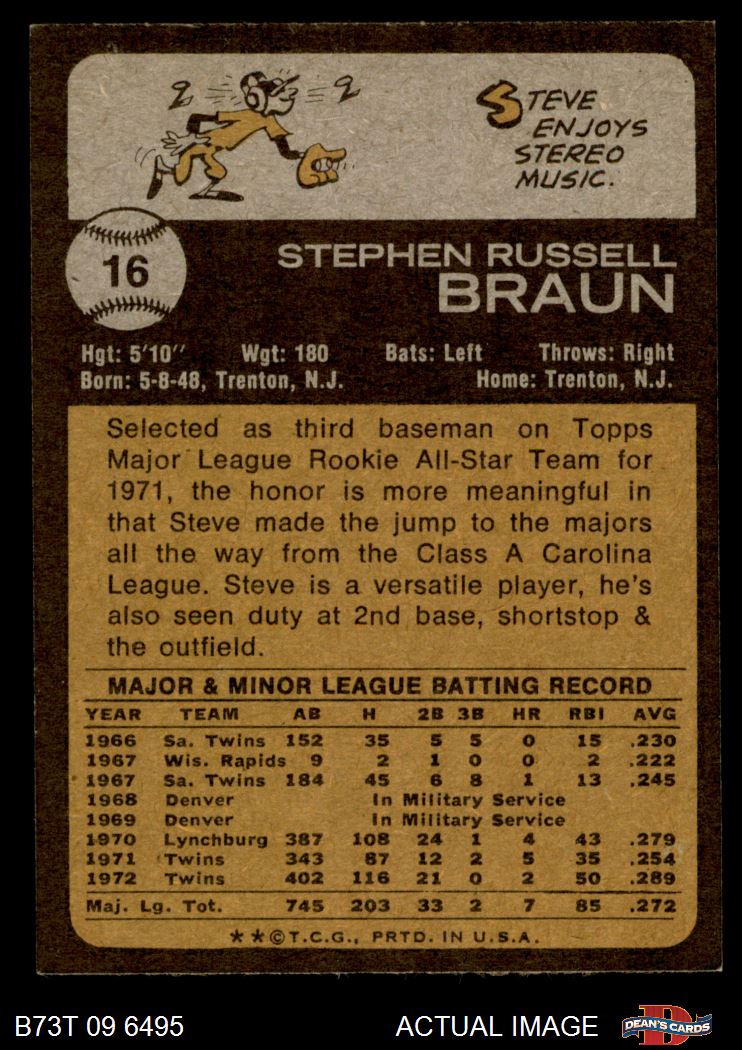 STEVE
ENJOYS
STEREO
MUSIC.
16
STEPHEN RUSSELL
BRAUN
Hgt: 5'10" Wgt: 180 Bats: Left Throws: Right
Born: 5-8-48, Trenton, N.J. Home: Trenton, N.J.
Selected as third baseman on Topps
Major League Rookie All-Star Team for
1971, the honor is more meaningful in
that Steve made the jump to the majors
all the way from the Class A Carolina
League. Steve is a versatile player, he's
also seen duty at 2nd base, shortstop &
the outfield.
MAJOR & MINOR LEAGUE BATTING RECORD
YEAR TEAM AB H 2B 3B HR RBI AVG
1966 Sa. Twins 152 35 5 5 0 15 .230
1967 Wis. Rapids 9 2 1 0 0 2 .222
1967 Sa. Twins 184 45 6 8 1 13 .245
1968 Denver In Military Service
1969 Denver In Military Service
1970 Lynchburg 387 108 24 1 4 43 .279
1971 Twins 343 87 12 2 5 35 .254
1972 Twins 402 116 21 0 2 50 .289
Maj. Lg. Tot. 745 203 33 2 7 85 .272
**©T.C.G., PRTD. IN U.S.A.
B73T 09 6495 ACTUAL IMAGE D DEAN'S CARDS